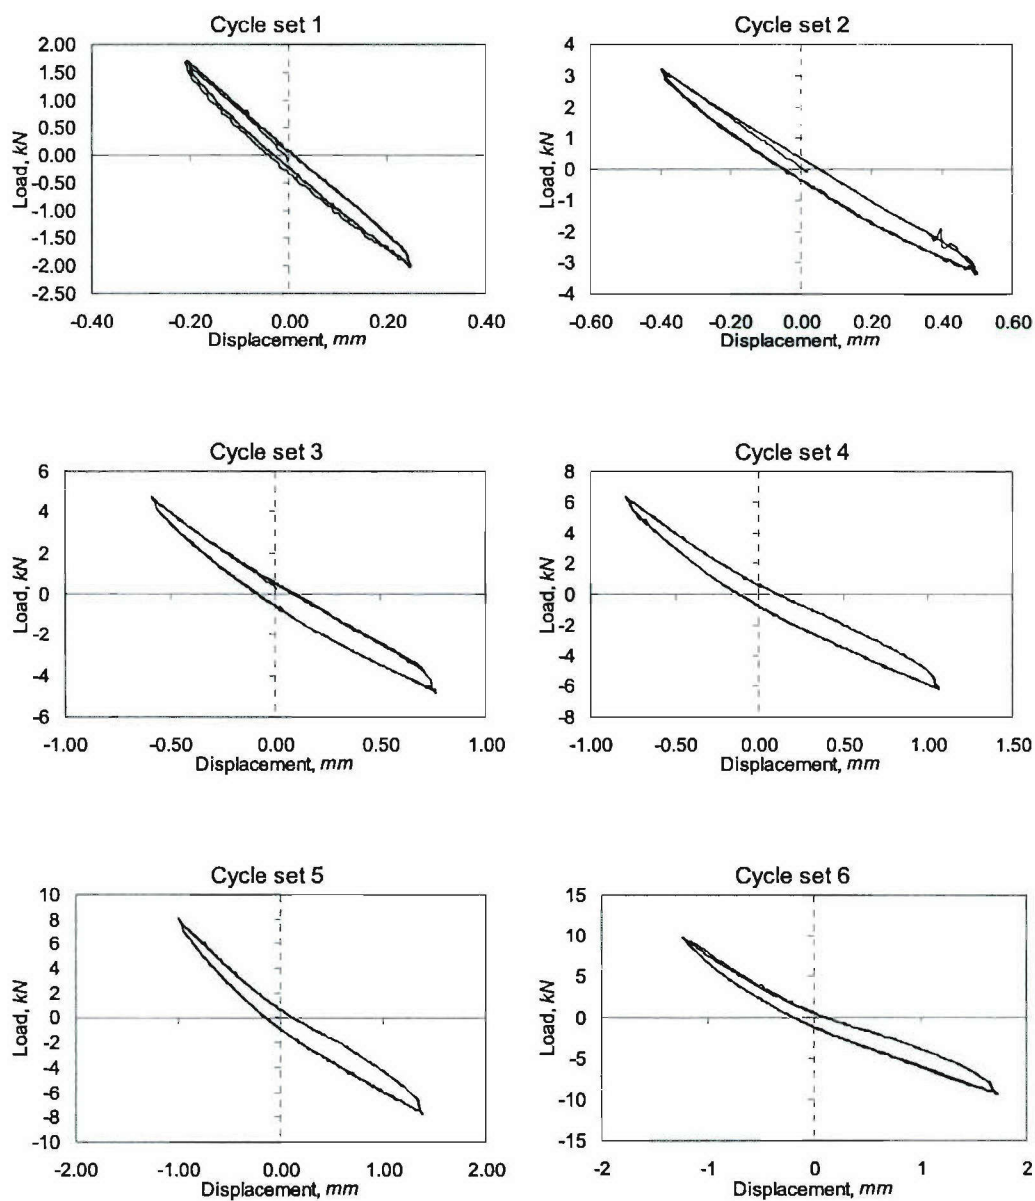 Cycle set 1
2.00
1.50
1.00
0.50
0.00
-0.50
-1.00
-1.50
-2.00
-2.50
Load, kN
-0.40 -0.20 0.00 0.20 0.40
Displacement, mm
Cycle set 2
4
3
2
1
0
-1
-2
-3
-4
Load, kN
-0.60 -0.40 -0.20 0.00 0.20 0.40 0.60
Displacement, mm
Cycle set 3
6
4
2
0
-2
-4
-6
Load, kN
-1.00 -0.50 0.00 0.50 1.00
Displacement, mm
Cycle set 4
8
6
4
2
0
-2
-4
-6
-8
Load, kN
-1.00 -0.50 0.00 0.50 1.00 1.50
Displacement, mm
Cycle set 5
10
8
6
4
2
0
-2
-4
-6
-8
-10
Load, kN
-2.00 -1.00 0.00 1.00 2.00
Displacement, mm
Cycle set 6
15
10
5
0
-5
-10
-15
Load, kN
-2 -1 0 1 2
Displacement, mm